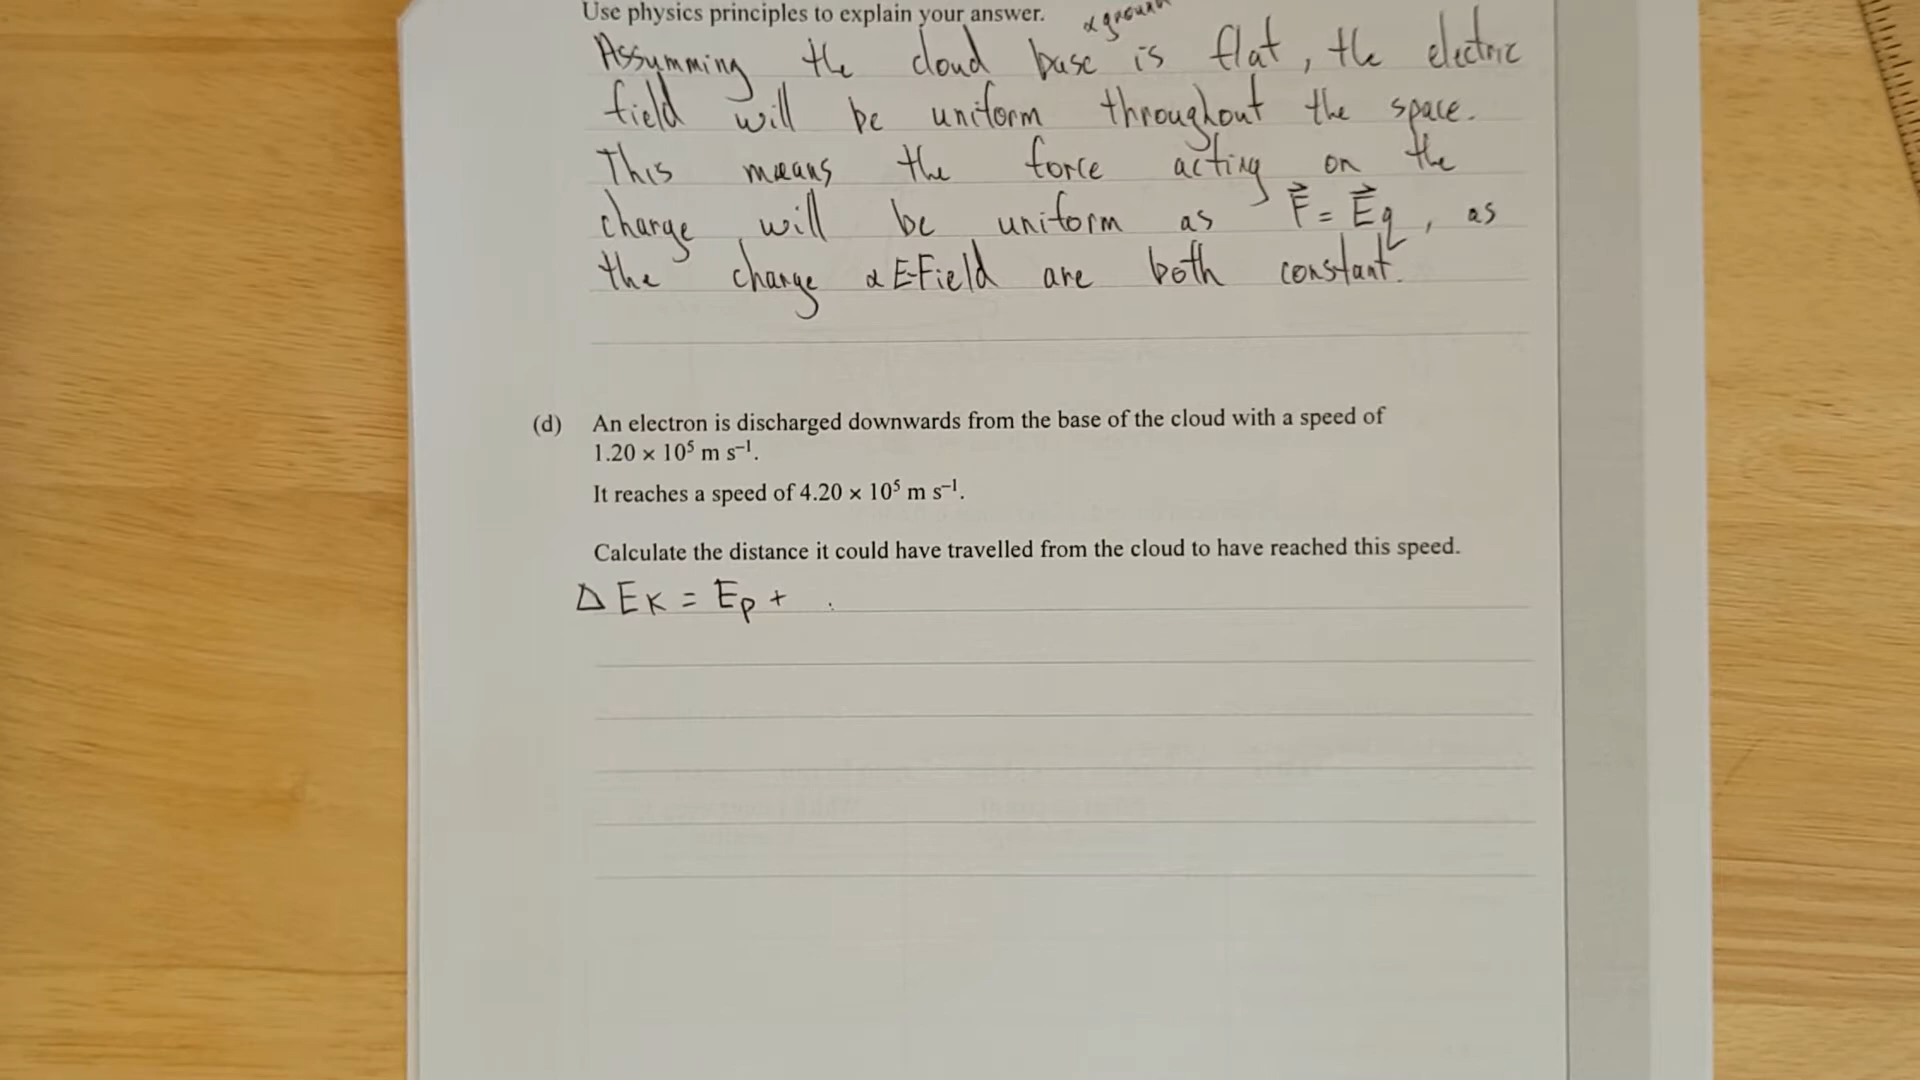 Use physics principles to explain your answer.
α ground
Assumming the cloud base is flat, the electric
field will be uniform throughout the space.
This means the force acting on the
charge will be uniform as F⃗ = E⃗q, as
the charge α E-Field are both constant.
(d) An electron is discharged downwards from the base of the cloud with a speed of
1.20 × 10⁵ m s⁻¹.
It reaches a speed of 4.20 × 10⁵ m s⁻¹.
Calculate the distance it could have travelled from the cloud to have reached this speed.
Δ Eₖ = Eₚ +